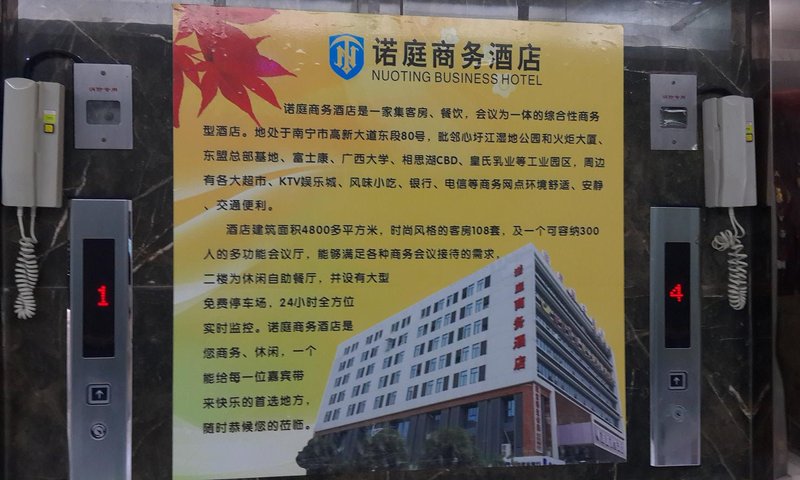 诺庭商务酒店
NUOTING BUSINESS HOTEL
诺庭商务酒店是一家集客房、餐饮，会议为一体的综合性商务
型酒店。地处于南宁市高新大道东段80号，毗邻心圩江湿地公园和火炬大厦、
东盟总部基地、富士康、广西大学、相思湖CBD、皇氏乳业等工业园区，周边
有各大超市、KTV娱乐城、风味小吃、银行、电信等商务网点环境舒适、安静
、交通便利。
酒店建筑面积4800多平方米，时尚风格的客房108套，及一个可容纳300
人的多功能会议厅，能够满足各种商务会议接待的需求，
二楼为休闲自助餐厅，并设有大型
免费停车场，24小时全方位
实时监控。诺庭商务酒店是
您商务、休闲，一个
能给每一位嘉宾带
来快乐的首选地方，
随时恭候您的莅临。
诺庭商务酒店
消防专用
消防专用
1
4